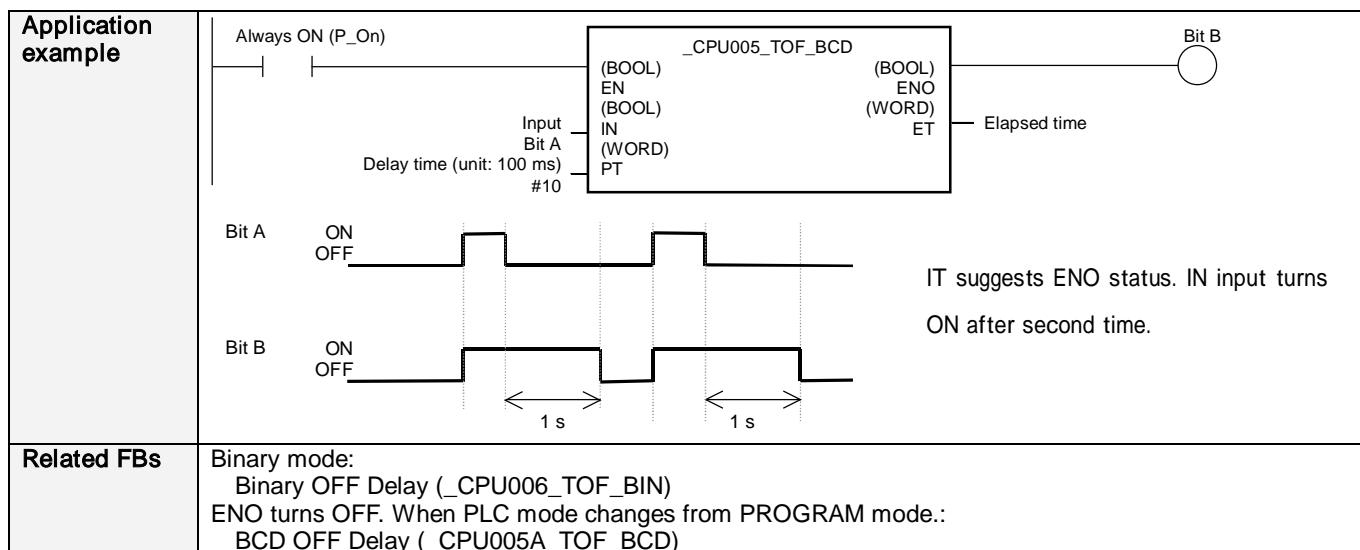 Application
example
Always ON (P_On)
Bit B
_CPU005_TOF_BCD
(BOOL)
EN
(BOOL)
IN
(WORD)
PT
(BOOL)
ENO
(WORD)
ET
Input
Bit A
Delay time (unit: 100 ms)
#10
Elapsed time
Bit A
ON
OFF
IT suggests ENO status. IN input turns
ON after second time.
Bit B
ON
OFF
1 s
1 s
Related FBs
Binary mode:
Binary OFF Delay (_CPU006_TOF_BIN)
ENO turns OFF. When PLC mode changes from PROGRAM mode.:
BCD OFF Delay (_CPU005A_TOF_BCD)